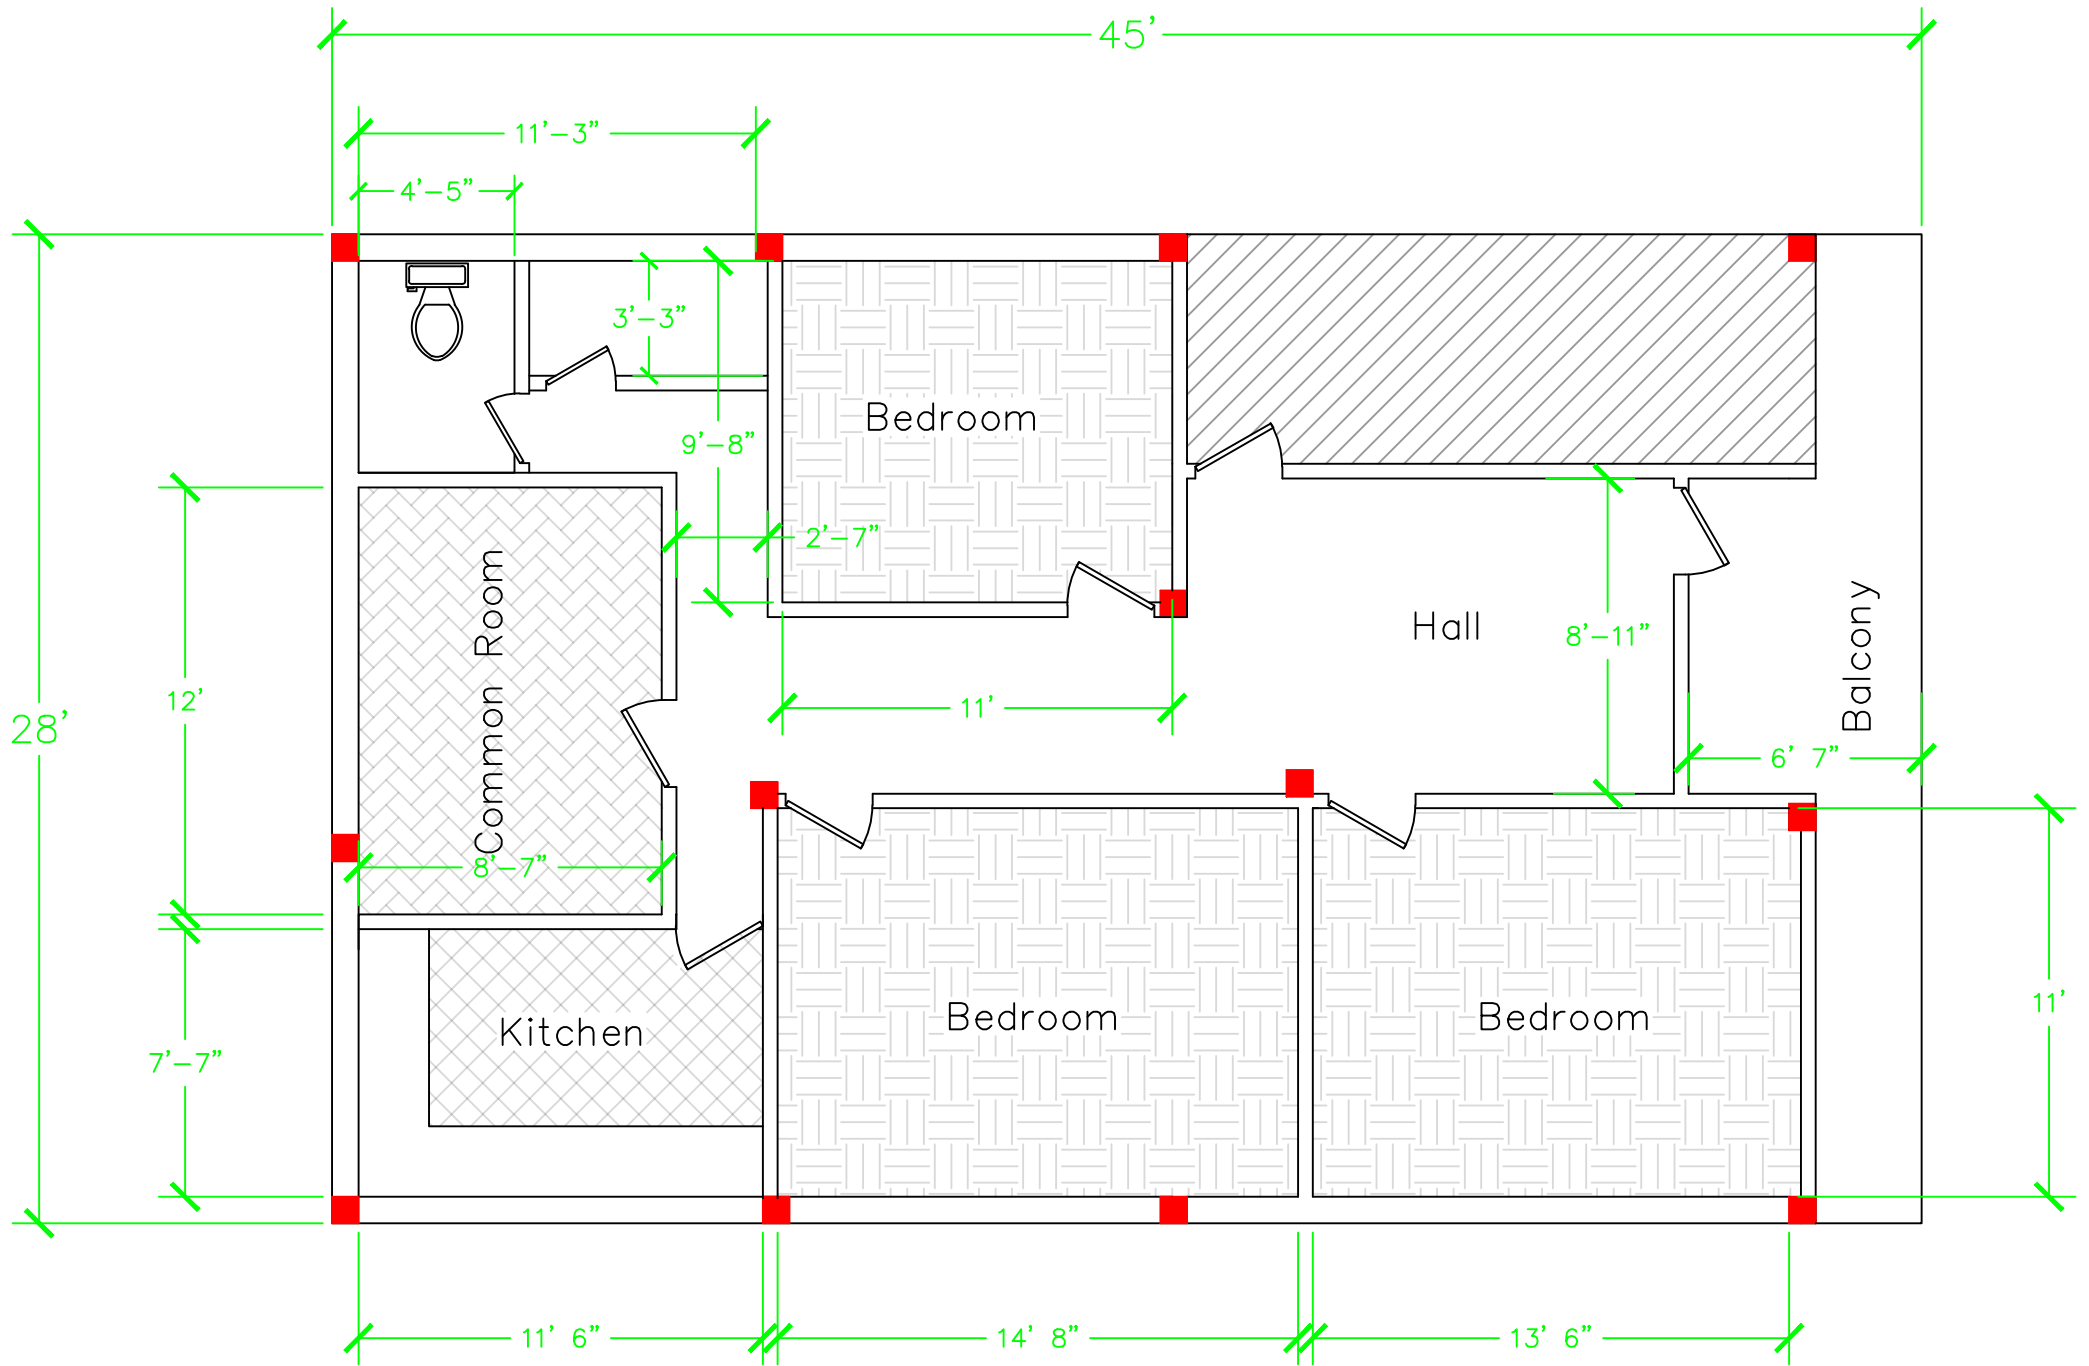 45'
11'-3"
4'-5"
3'-3"
Bedroom
9'-8"
2'-7"
Common Room
12'
28'
Hall
8'-11"
Balcony
11'
6' 7"
8'-7"
11'
Kitchen
Bedroom
Bedroom
7'-7"
11' 6"
14' 8"
13' 6"